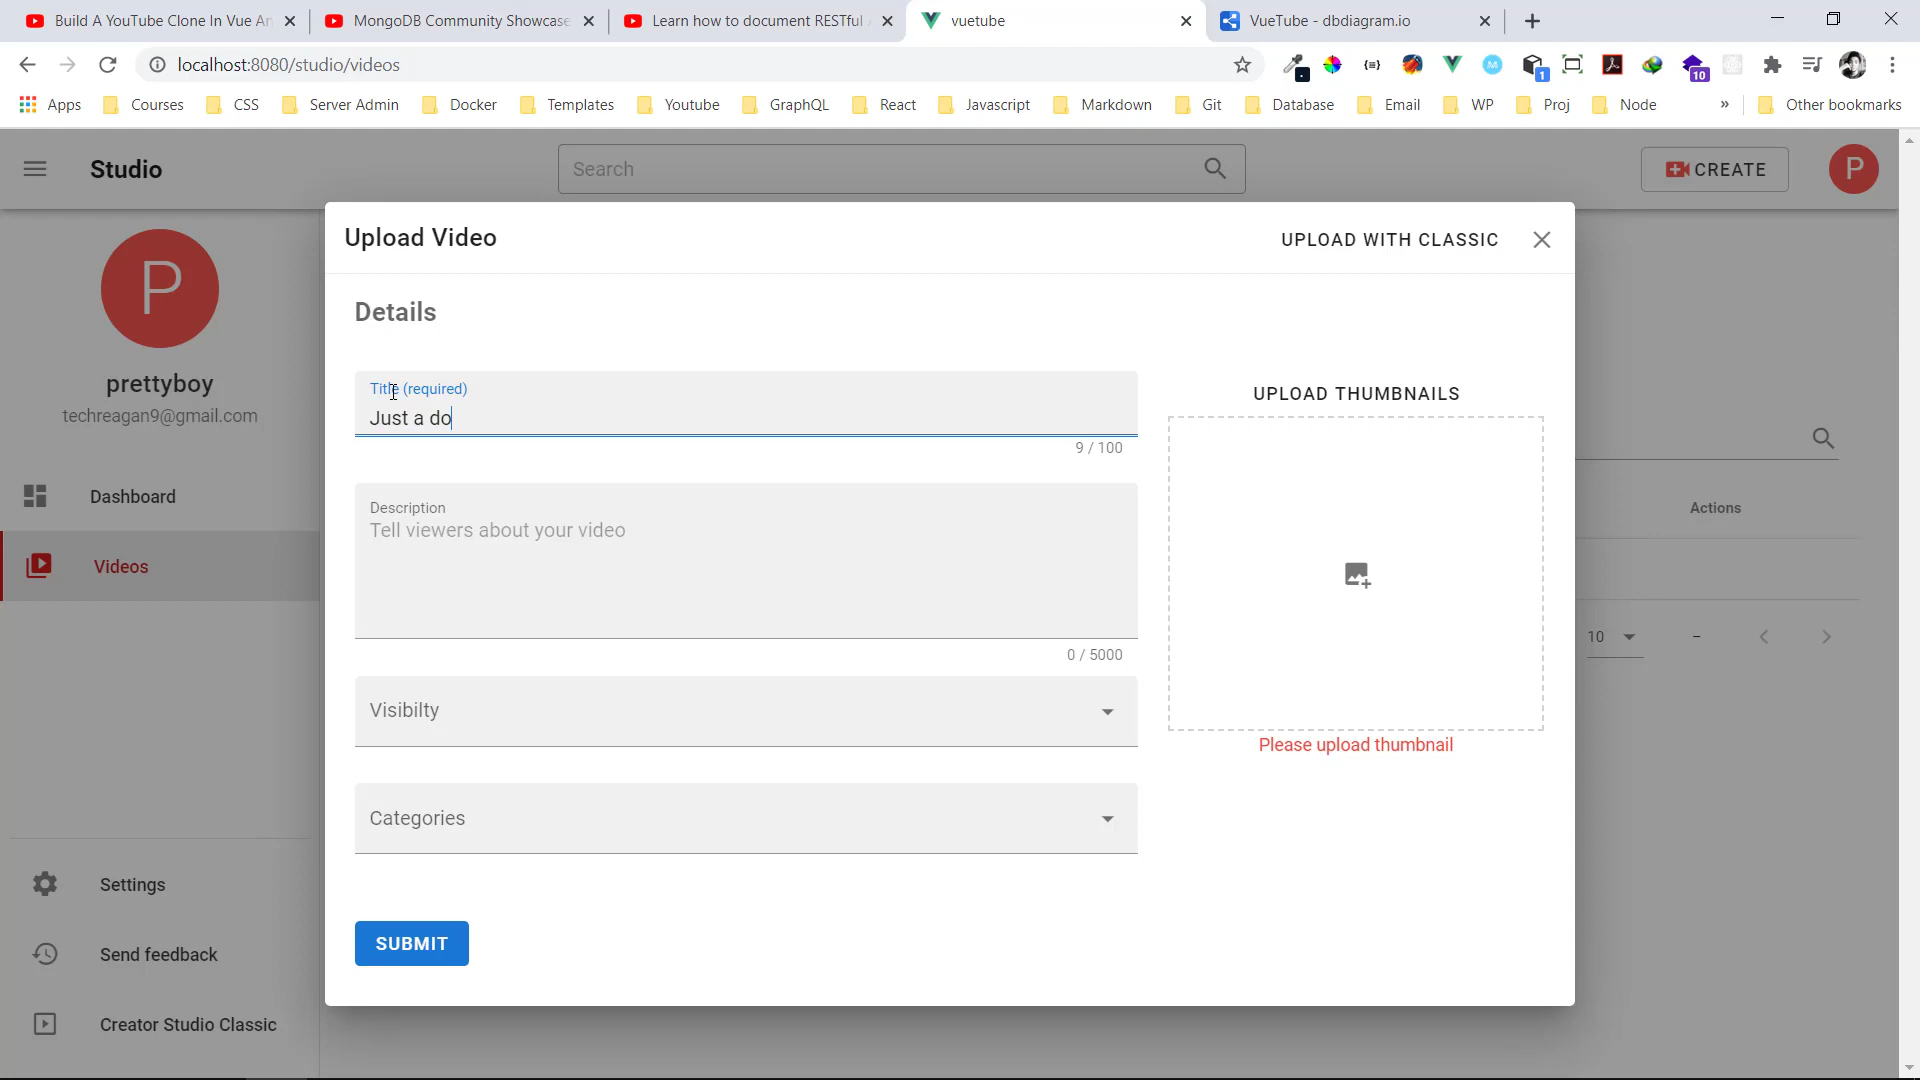 Build A YouTube Clone In Vue An
MongoDB Community Showcase
Learn how to document RESTful A
vuetube
VueTube - dbdiagram.io
localhost:8080/studio/videos
1
10
Apps
Courses
CSS
Server Admin
Docker
Templates
Youtube
GraphQL
React
Javascript
Markdown
Git
Database
Email
WP
Proj
Node
»
Other bookmarks
Studio
Search
CREATE
P
P
prettyboy
techreagan9@gmail.com
Dashboard
Videos
Settings
Send feedback
Creator Studio Classic
Upload Video
UPLOAD WITH CLASSIC
Details
Title (required)
Just a do
9 / 100
Description
Tell viewers about your video
0 / 5000
Visibilty
Categories
SUBMIT
UPLOAD THUMBNAILS
Please upload thumbnail
Actions
10
–